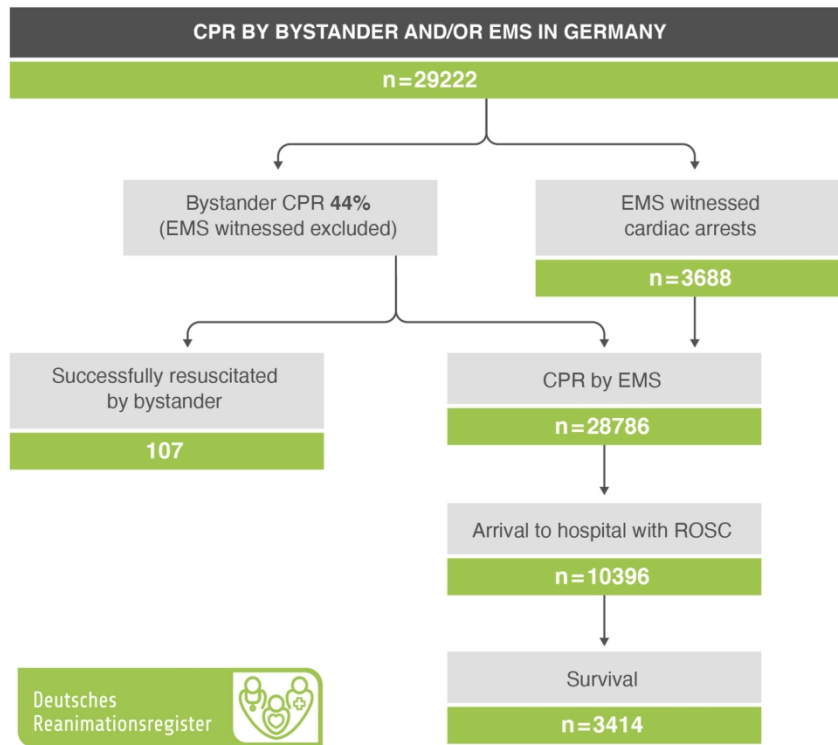 CPR BY BYSTANDER AND/OR EMS IN GERMANY
n=29222
Bystander CPR 44%
(EMS witnessed excluded)
EMS witnessed
cardiac arrests
n=3688
Successfully resuscitated
by bystander
107
CPR by EMS
n=28786
Arrival to hospital with ROSC
n=10396
Survival
n=3414
Deutsches
Reanimationsregister